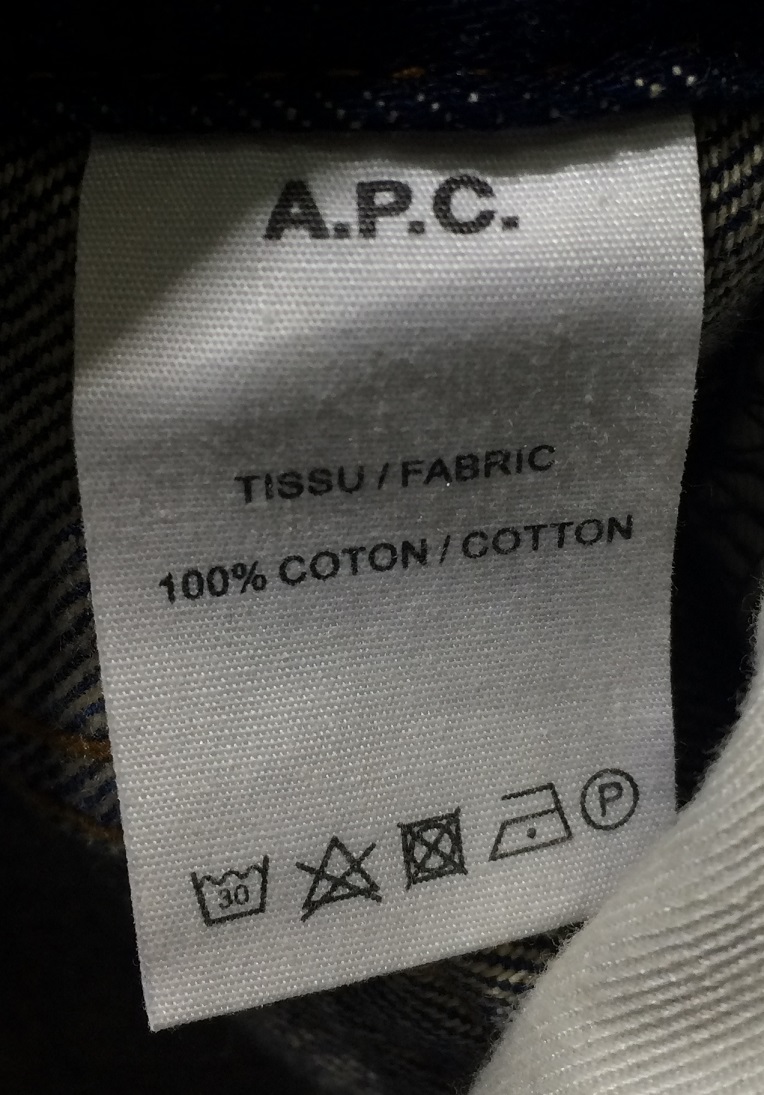 A.P.C.
TISSU / FABRIC
100% COTON / COTTON
30 P